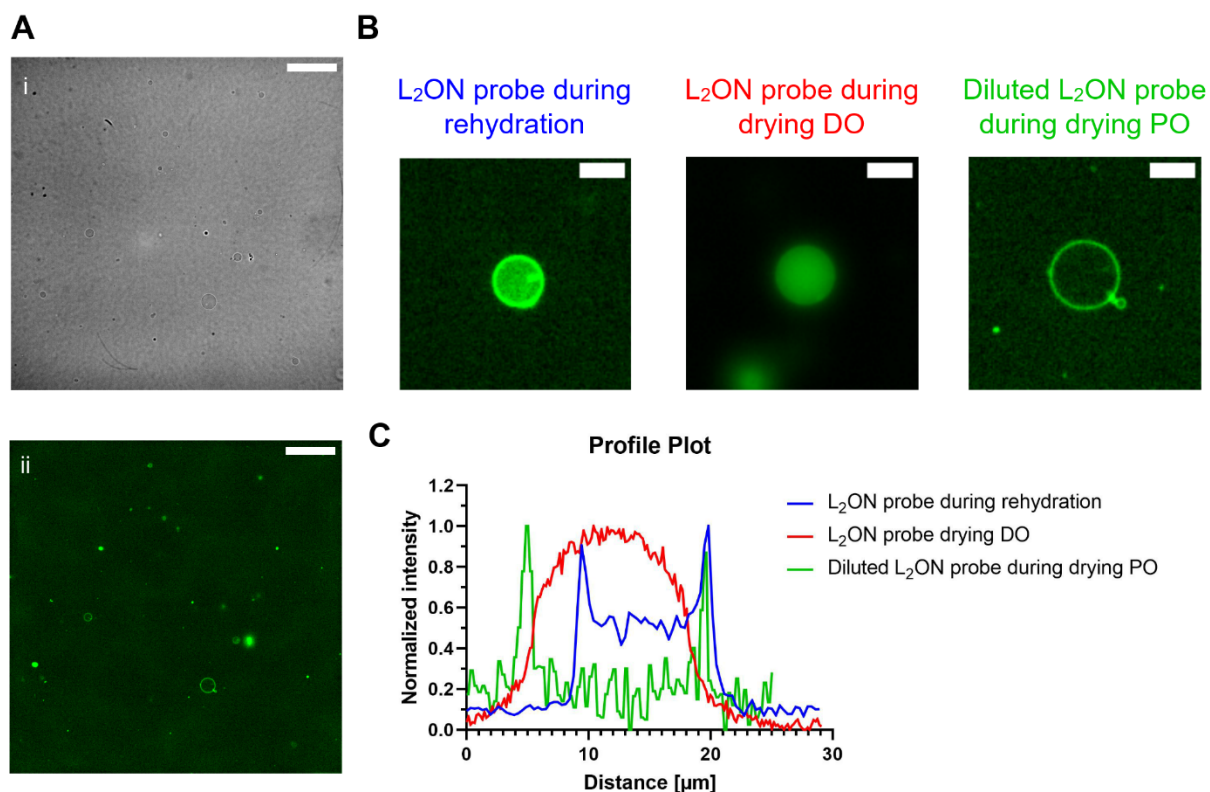 A
B
i
L₂ON probe during
rehydration
L₂ON probe during
drying DO
Diluted L₂ON probe
during drying PO
ii
C
Profile Plot
Normalized intensity
1.2
1.0
0.8
0.6
0.4
0.2
0.0
0
10
20
30
Distance [µm]
L₂ON probe during rehydration
L₂ON probe drying DO
Diluted L₂ON probe during drying PO